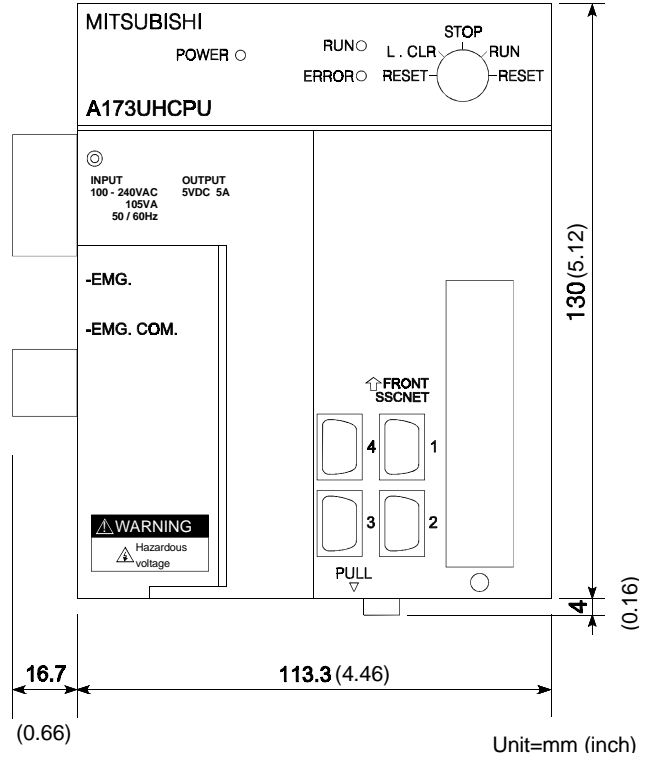 MITSUBISHI
POWER
RUN
ERROR
L . CLR
STOP
RUN
RESET
RESET
A173UHCPU
INPUT
100 - 240VAC
105VA
50 / 60Hz
OUTPUT
5VDC 5A
-EMG.
-EMG. COM.
FRONT
SSCNET
4
1
3
2
WARNING
Hazardous
voltage
PULL
130 (5.12)
4
(0.16)
16.7
(0.66)
113.3 (4.46)
Unit=mm (inch)